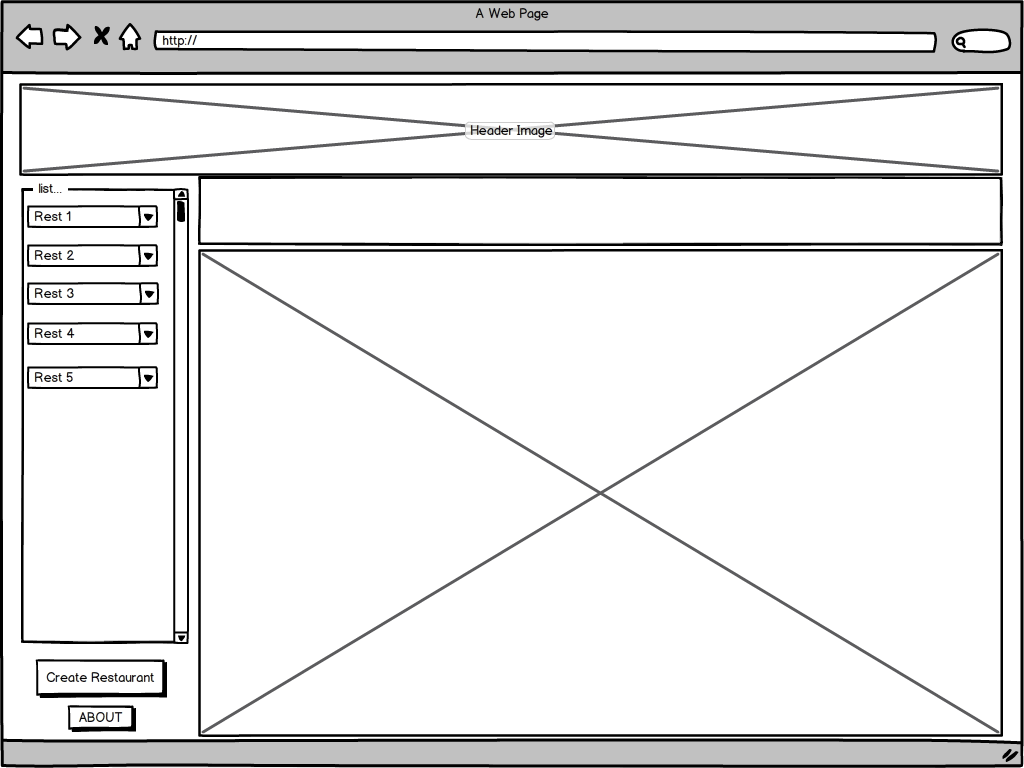 A Web Page
http://
Header Image
list...
Rest 1
Rest 2
Rest 3
Rest 4
Rest 5
Create Restaurant
ABOUT